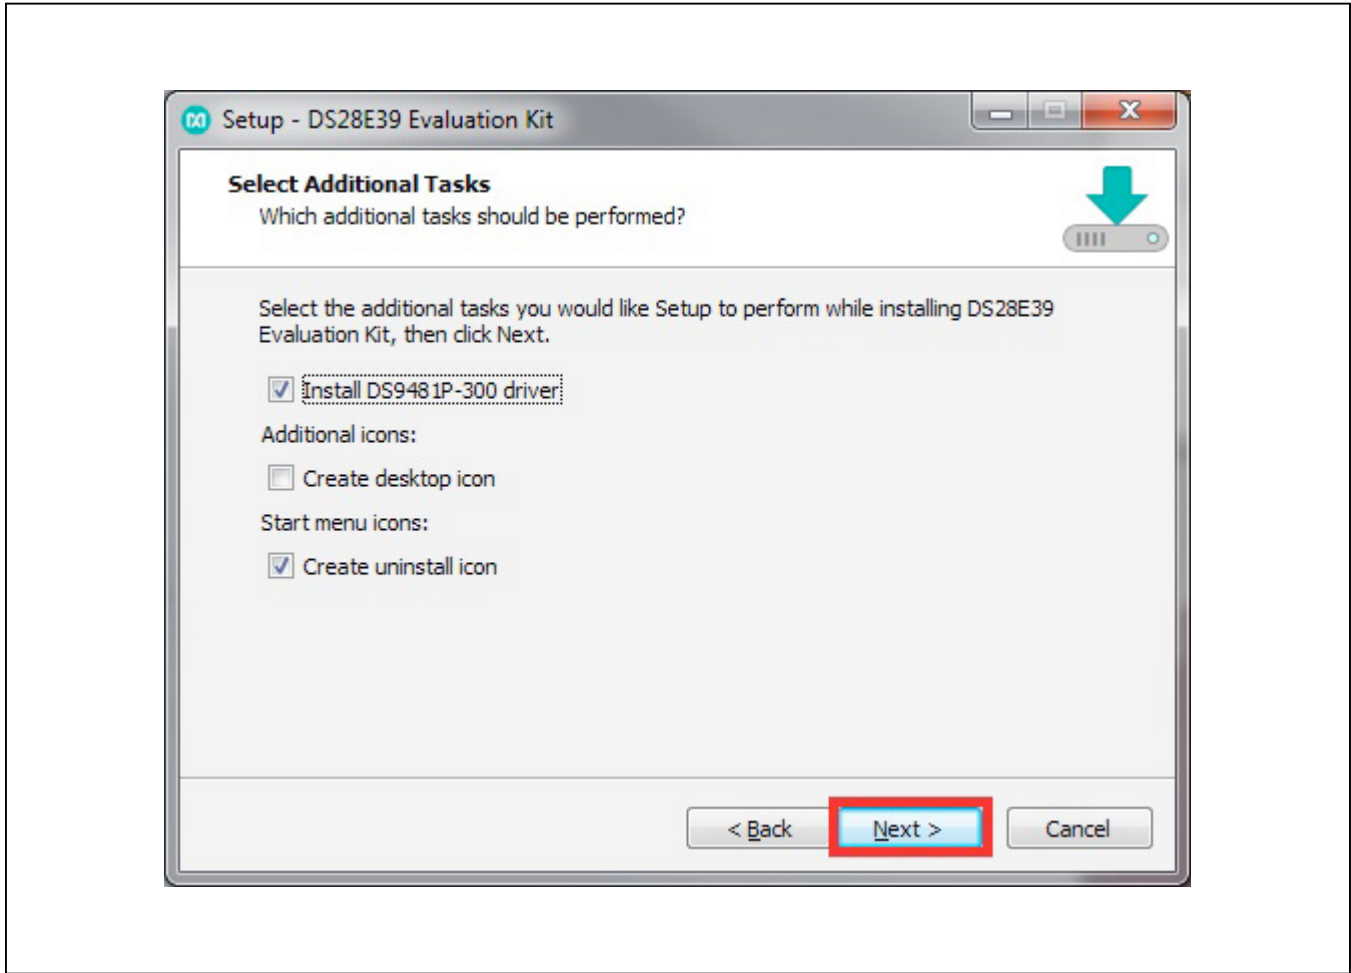 Setup - DS28E39 Evaluation Kit
Select Additional Tasks
Which additional tasks should be performed?
Select the additional tasks you would like Setup to perform while installing DS28E39
Evaluation Kit, then click Next.
Install DS9481P-300 driver
Additional icons:
Create desktop icon
Start menu icons:
Create uninstall icon
< Back Next > Cancel